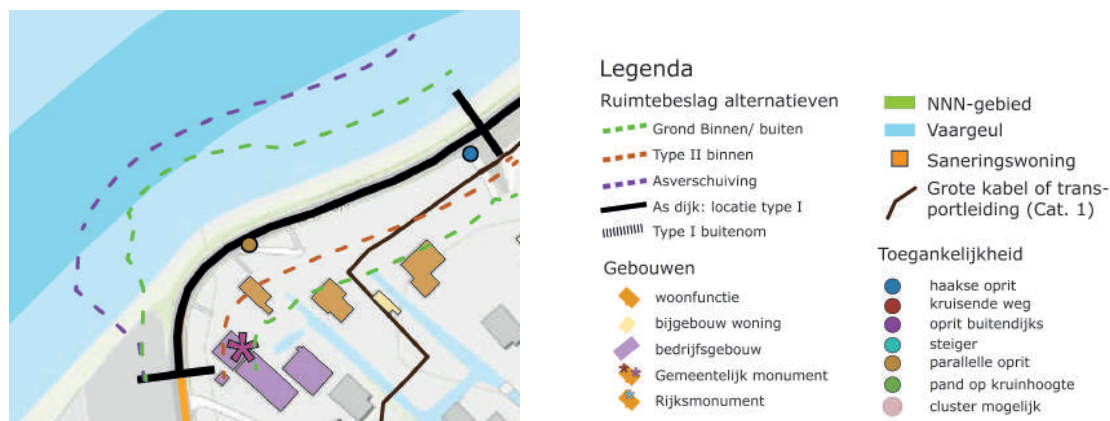 Legenda
Ruimtebeslag alternatieven
Grond Binnen/ buiten
Type II binnen
Asverschuiving
As dijk: locatie type I
Type I buitenom
Gebouwen
woonfunctie
bijgebouw woning
bedrijfsgebouw
Gemeentelijk monument
Rijksmonument
NNN-gebied
Vaargeul
Saneringswoning
Grote kabel of trans-
portleiding (Cat. 1)
Toegankelijkheid
haakse oprit
kruisende weg
oprit buitendijks
steiger
parallelle oprit
pand op kruinhoogte
cluster mogelijk